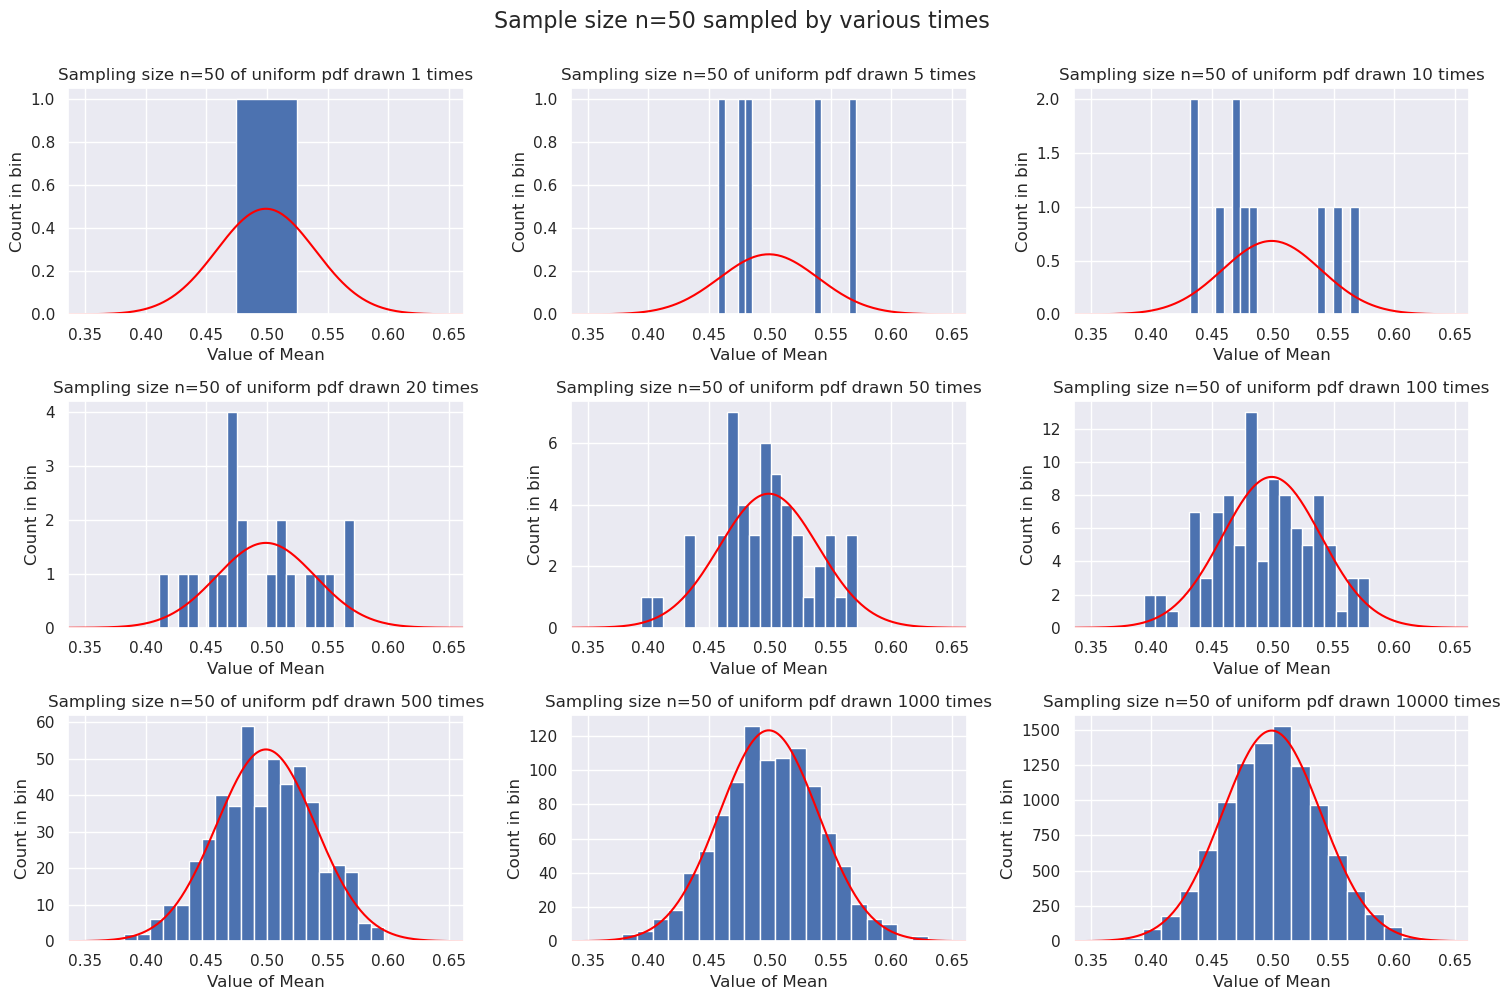 Sample size n=50 sampled by various times
Sampling size n=50 of uniform pdf drawn 1 times
1.0
0.8
0.6
0.4
0.2
0.0
Count in bin
0.35 0.40 0.45 0.50 0.55 0.60 0.65
Value of Mean
Sampling size n=50 of uniform pdf drawn 5 times
1.0
0.8
0.6
0.4
0.2
0.0
Count in bin
0.35 0.40 0.45 0.50 0.55 0.60 0.65
Value of Mean
Sampling size n=50 of uniform pdf drawn 10 times
2.0
1.5
1.0
0.5
0.0
Count in bin
0.35 0.40 0.45 0.50 0.55 0.60 0.65
Value of Mean
Sampling size n=50 of uniform pdf drawn 20 times
4
3
2
1
0
Count in bin
0.35 0.40 0.45 0.50 0.55 0.60 0.65
Value of Mean
Sampling size n=50 of uniform pdf drawn 50 times
6
4
2
0
Count in bin
0.35 0.40 0.45 0.50 0.55 0.60 0.65
Value of Mean
Sampling size n=50 of uniform pdf drawn 100 times
12
10
8
6
4
2
0
Count in bin
0.35 0.40 0.45 0.50 0.55 0.60 0.65
Value of Mean
Sampling size n=50 of uniform pdf drawn 500 times
60
50
40
30
20
10
0
Count in bin
0.35 0.40 0.45 0.50 0.55 0.60 0.65
Value of Mean
Sampling size n=50 of uniform pdf drawn 1000 times
120
100
80
60
40
20
0
Count in bin
0.35 0.40 0.45 0.50 0.55 0.60 0.65
Value of Mean
Sampling size n=50 of uniform pdf drawn 10000 times
1500
1250
1000
750
500
250
0
Count in bin
0.35 0.40 0.45 0.50 0.55 0.60 0.65
Value of Mean